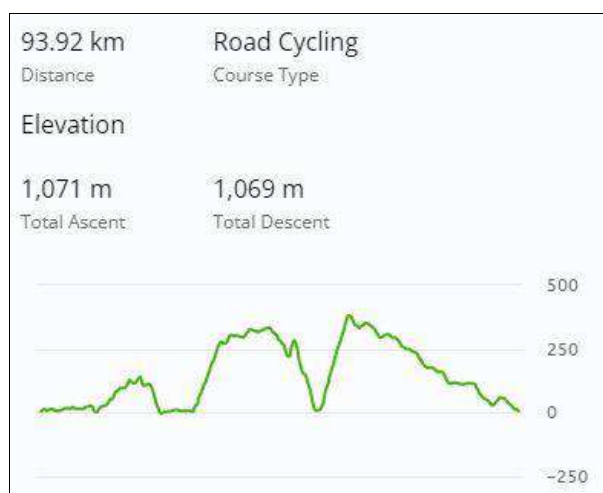 93.92 km Road Cycling
Distance Course Type
Elevation
1,071 m 1,069 m
Total Ascent Total Descent
500
250
0
−250